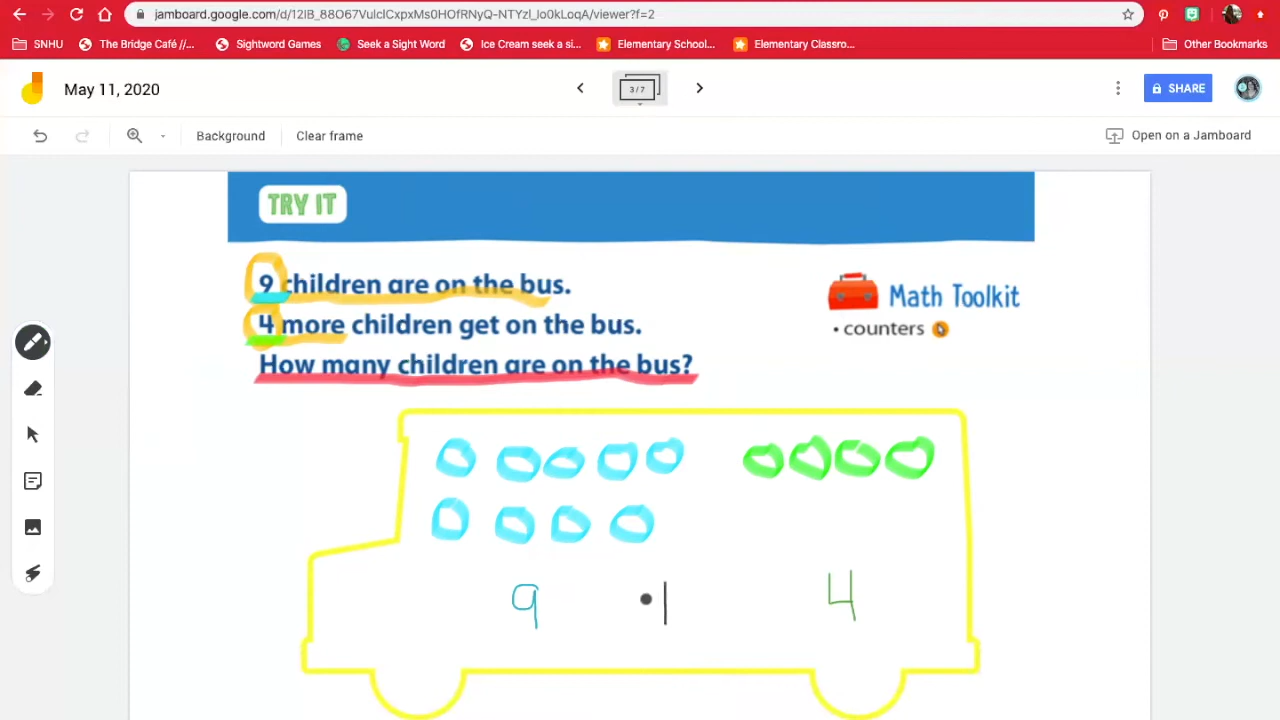 jamboard.google.com/d/12IB_88O67VulclCxpxMs0HOfRNyQ-NTYzI_lo0kLoqA/viewer?f=2
SNHU The Bridge Café //... Sightword Games Seek a Sight Word Ice Cream seek a si... Elementary School... Elementary Classro... Other Bookmarks
May 11, 2020 3 / 7 SHARE
Background Clear frame Open on a Jamboard
TRY IT
9 children are on the bus.
4 more children get on the bus.
How many children are on the bus?
Math Toolkit
• counters
9 4